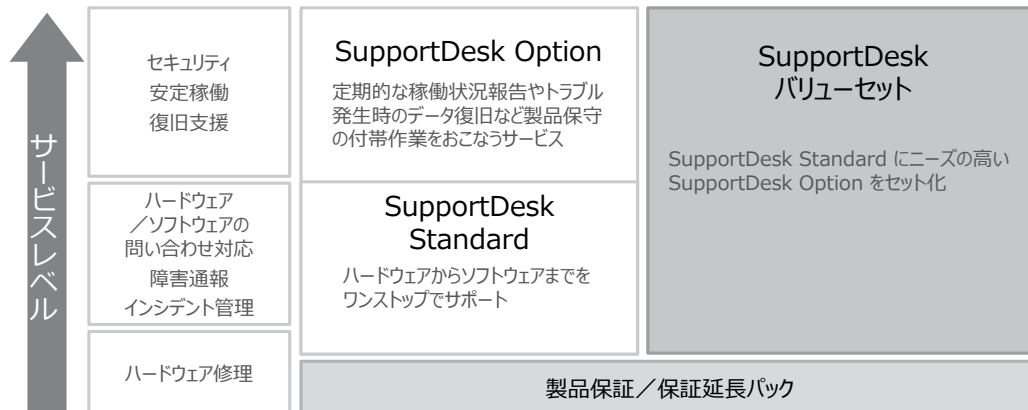 サービスレベル
セキュリティ
安定稼働
復旧支援
SupportDesk Option
定期的な稼働状況報告やトラブル
発生時のデータ復旧など製品保守
の付帯作業をおこなうサービス
SupportDesk
バリューセット
SupportDesk Standard にニーズの高い
SupportDesk Option をセット化
ハードウェア
／ソフトウェアの
問い合わせ対応
障害通報
インシデント管理
SupportDesk
Standard
ハードウェアからソフトウェアまでを
ワンストップでサポート
ハードウェア修理
製品保証／保証延長パック